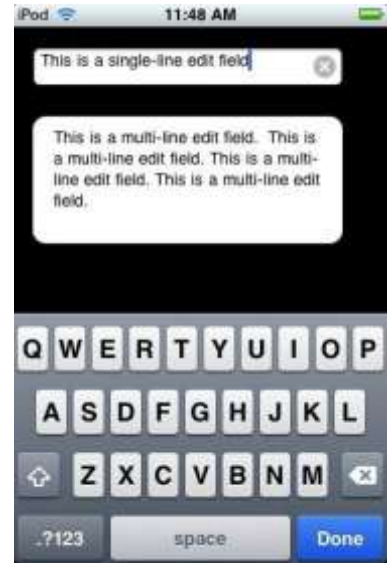 iPod 11:48 AM
This is a single-line edit field
This is a multi-line edit field. This is
a multi-line edit field. This is a multi-
line edit field. This is a multi-line edit
field.
Q W E R T Y U I O P
A S D F G H J K L
Z X C V B N M
.?123 space Done